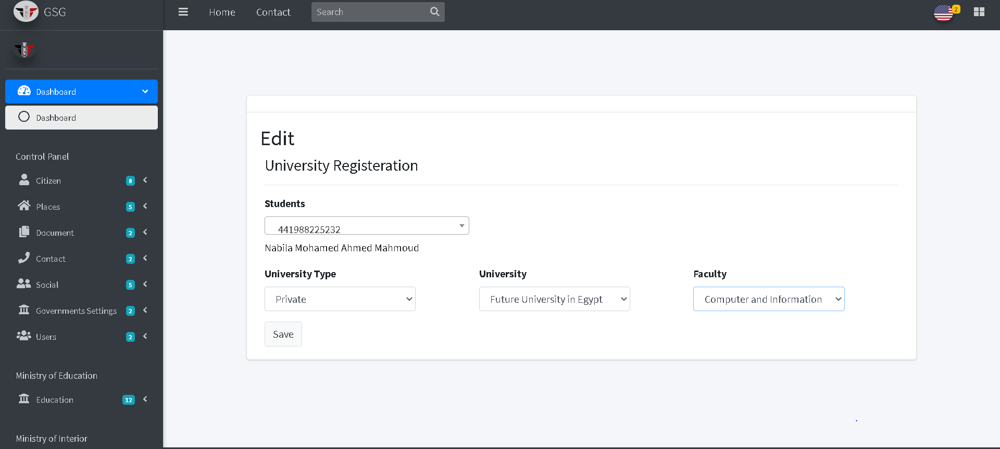 GSG
Home
Contact
Search
2
Dashboard
Dashboard
Control Panel
Citizen 8
Places 5
Document 2
Contact 2
Social 5
Governments Settings 2
Users 2
Ministry of Education
Education 12
Ministry of Interior
Edit
University Registeration
Students
441988225232
Nabila Mohamed Ahmed Mahmoud
University Type
University
Faculty
Private
Future University in Egypt
Computer and Information
Save